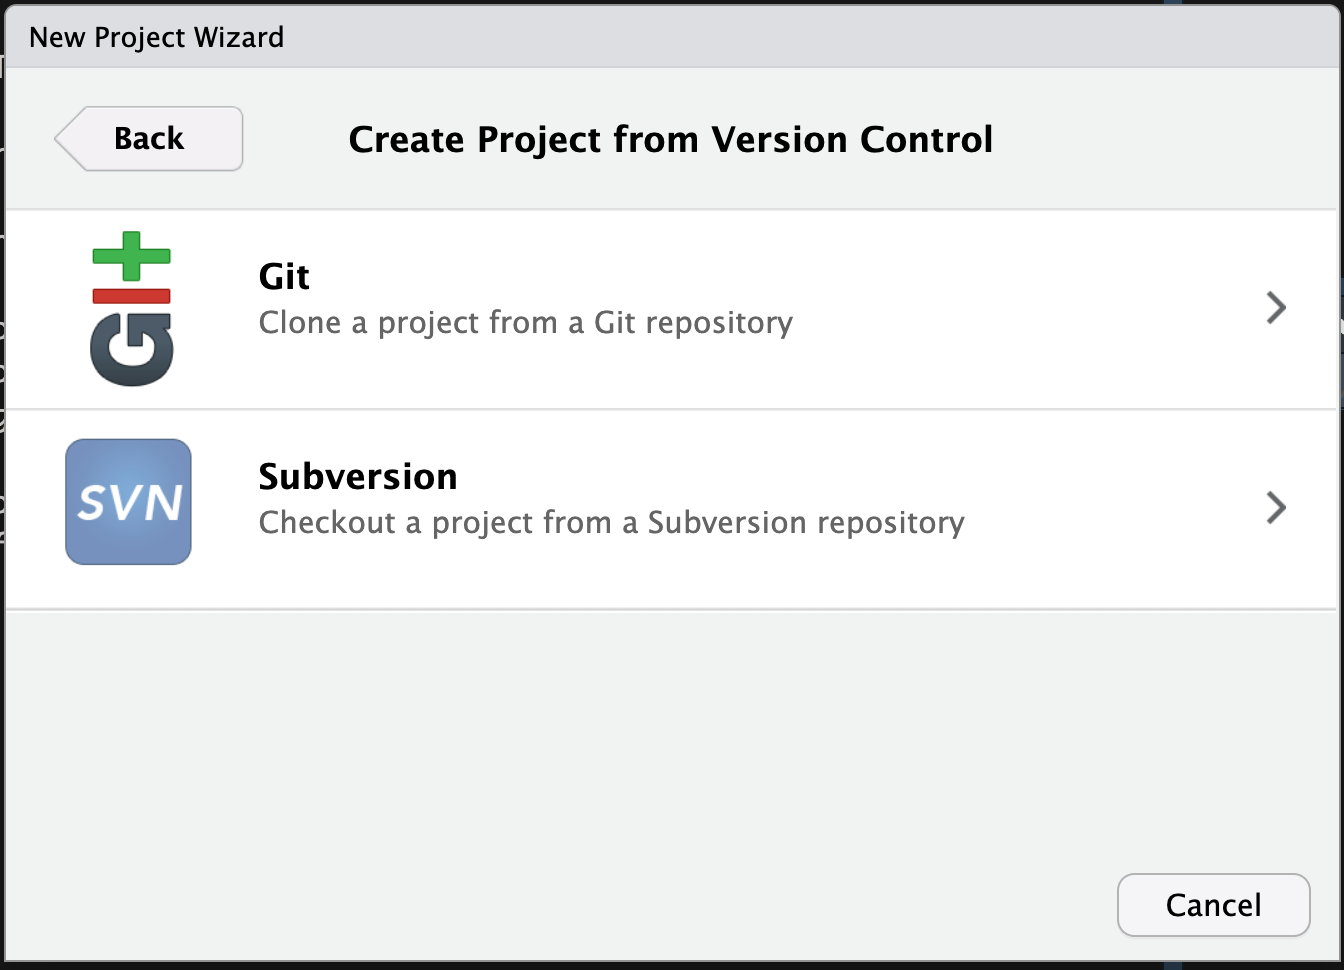 New Project Wizard
Back
Create Project from Version Control
git
Git
Clone a project from a Git repository
SVN
Subversion
Checkout a project from a Subversion repository
Cancel